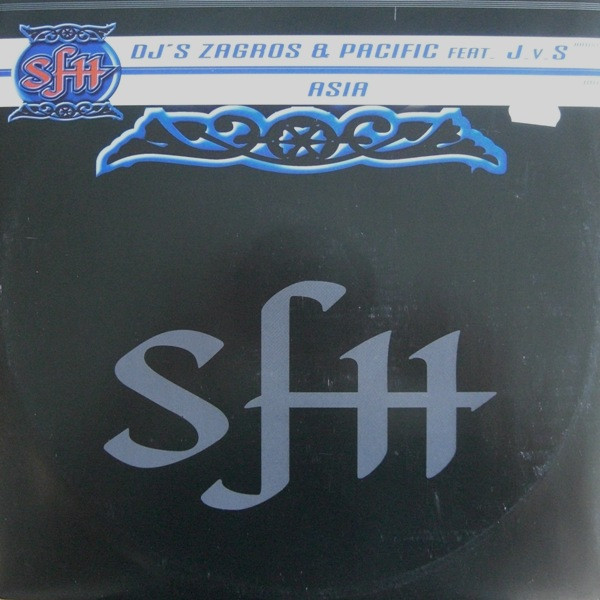 SFH
DJ'S ZAGROS & PACIFIC FEAT. J.V.S
ASIA
SFH